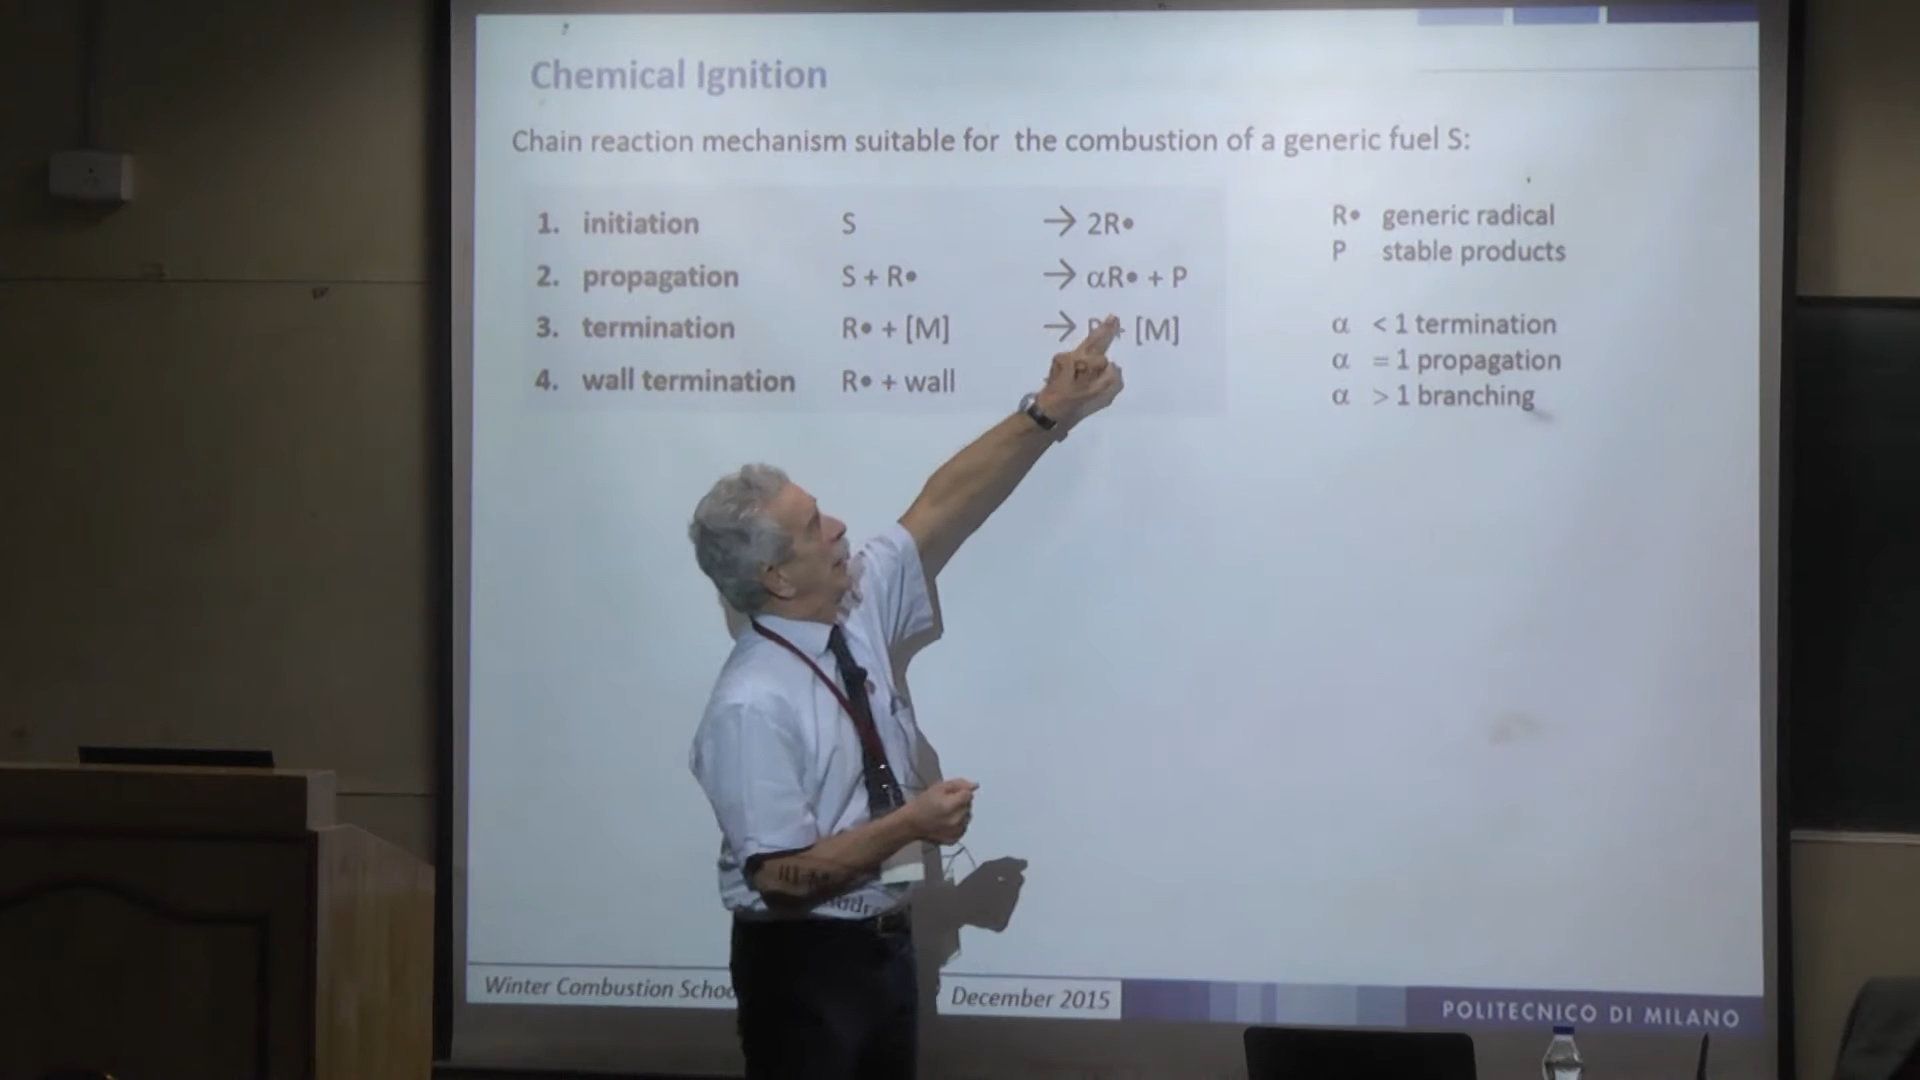 Chemical Ignition
Chain reaction mechanism suitable for the combustion of a generic fuel S:
1. initiation S → 2R•
2. propagation S + R• → αR• + P
3. termination R• + [M] → P + [M]
4. wall termination R• + wall
R• generic radical
P stable products
α < 1 termination
α = 1 propagation
α > 1 branching
Winter Combustion
December 2015
POLITECNICO DI MILANO